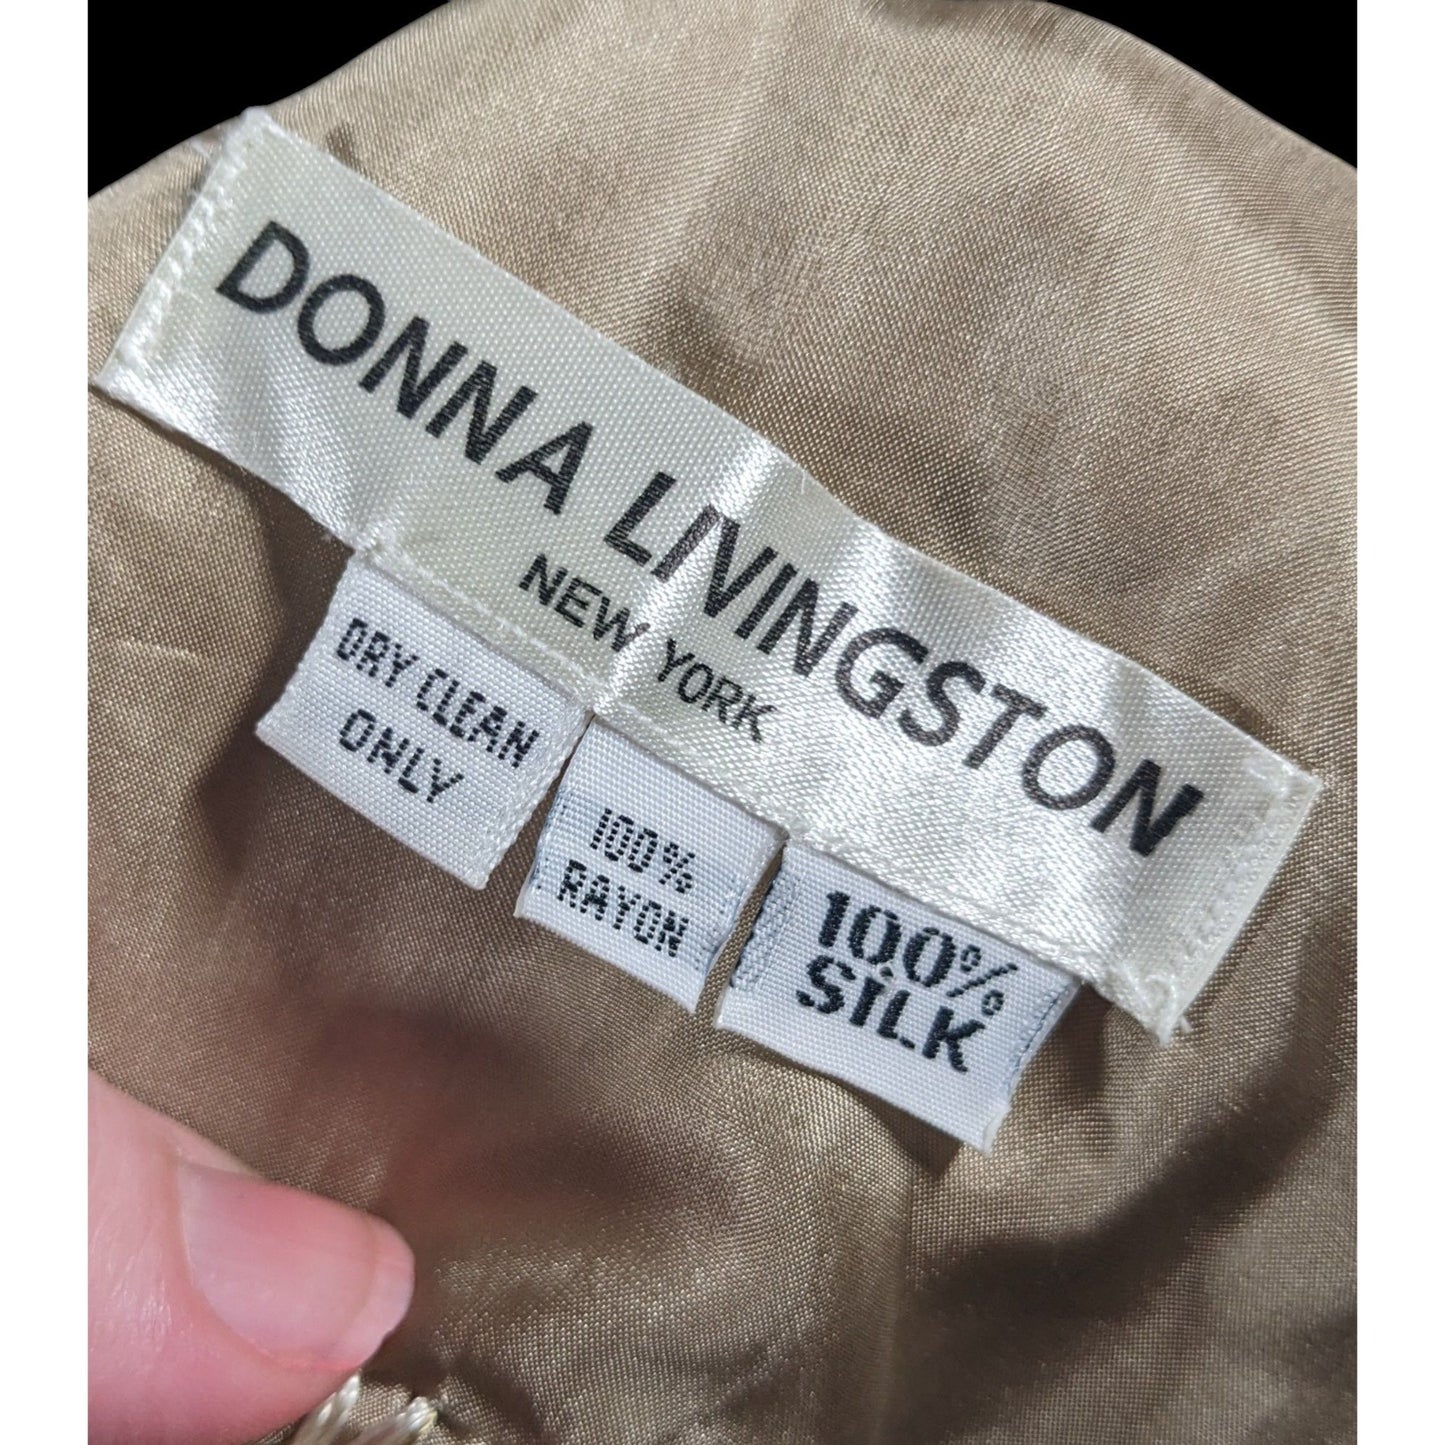 DONNA LIVINGSTON
NEW YORK
DRY CLEAN
ONLY
100%
RAYON
100%
SILK